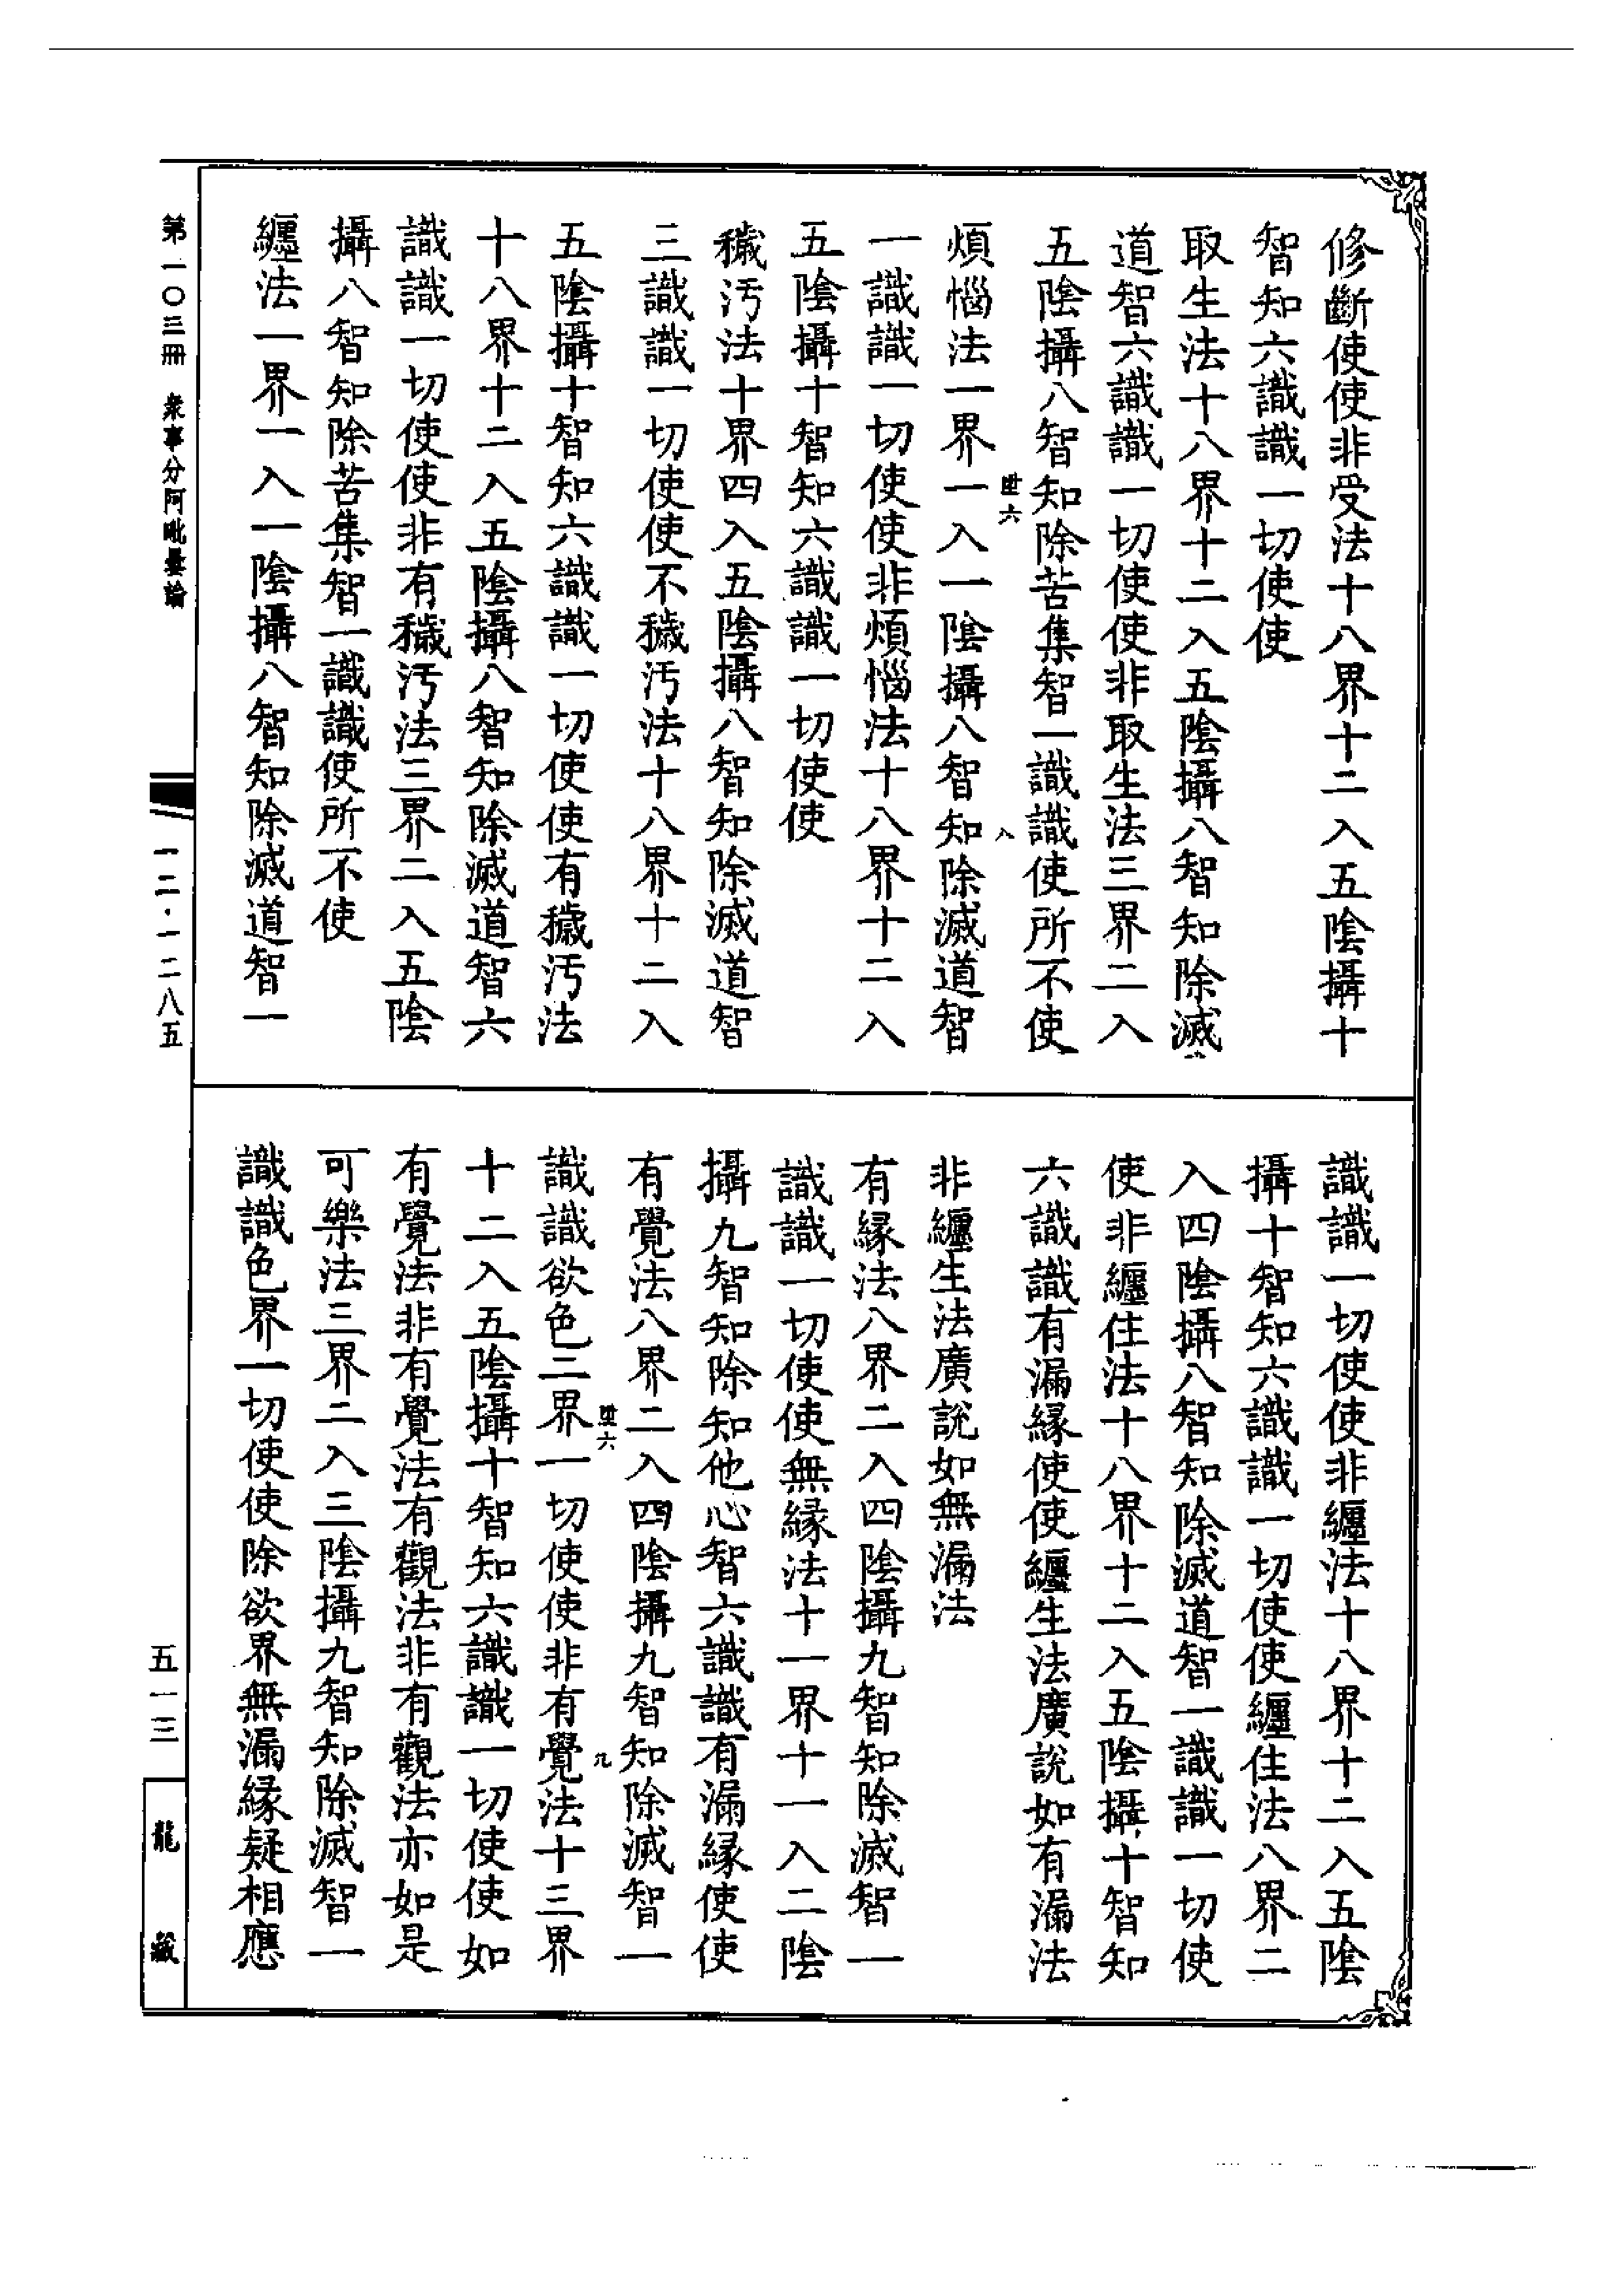 修斷使使非受法十八界十二入五陰攝十
智知六識識一切使使
取生法十八界十二入五陰攝八智知除滅
道智六識識一切使使非取生法三界二入
五陰攝八智知除苦集智一識識使所不使
煩惱法一界一入一陰攝八智知除滅道智
一識識一切使使非煩惱法十八界十二入
五陰攝十智知六識識一切使使
穢污法十界四入五陰攝八智知除滅道智
三識識一切使使不穢污法十八界十二入
五陰攝十智知六識識一切使使有穢污法
十八界十二入五陰攝八智知除滅道智六
識識一切使使非有穢污法三界二入五陰
攝八智知除苦集智一識識使所不使
纏法一界一入一陰攝八智知除滅道智一
識識一切使使非纏法十八界十二入五陰
攝十智知六識識一切使使纏住法八界二
入四陰攝八智知除滅道智一識識一切使
使非纏住法十八界十二入五陰攝十智知
六識識有漏緣使使纏生法廣說如有漏法
非纏生法廣說如無漏法
有緣法八界二入四陰攝九智知除滅智一
識識一切使使無緣法十一界十一入二陰
攝九智知除知他心智六識識有漏緣使使
有覺法八界二入四陰攝九智知除滅智一
識識欲色二界一切使使非有覺法十三界
十二入五陰攝十智知六識識一切使使如
有覺法非有覺法有觀法非有觀法亦如是
可樂法三界二入三陰攝九智知除滅智一
識識色界一切使使除欲界無漏緣疑相應
第一〇三冊 衆事分阿毗曇論
一二·一二八五
五一三
龍藏
六
八
六
九